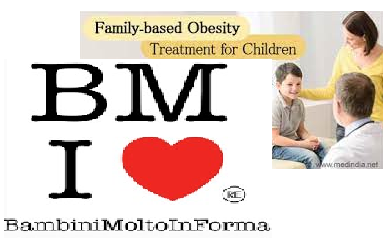 Family-based Obesity
Treatment for Children
BM
I
BambiniMoltoInForma
www.medindia.net